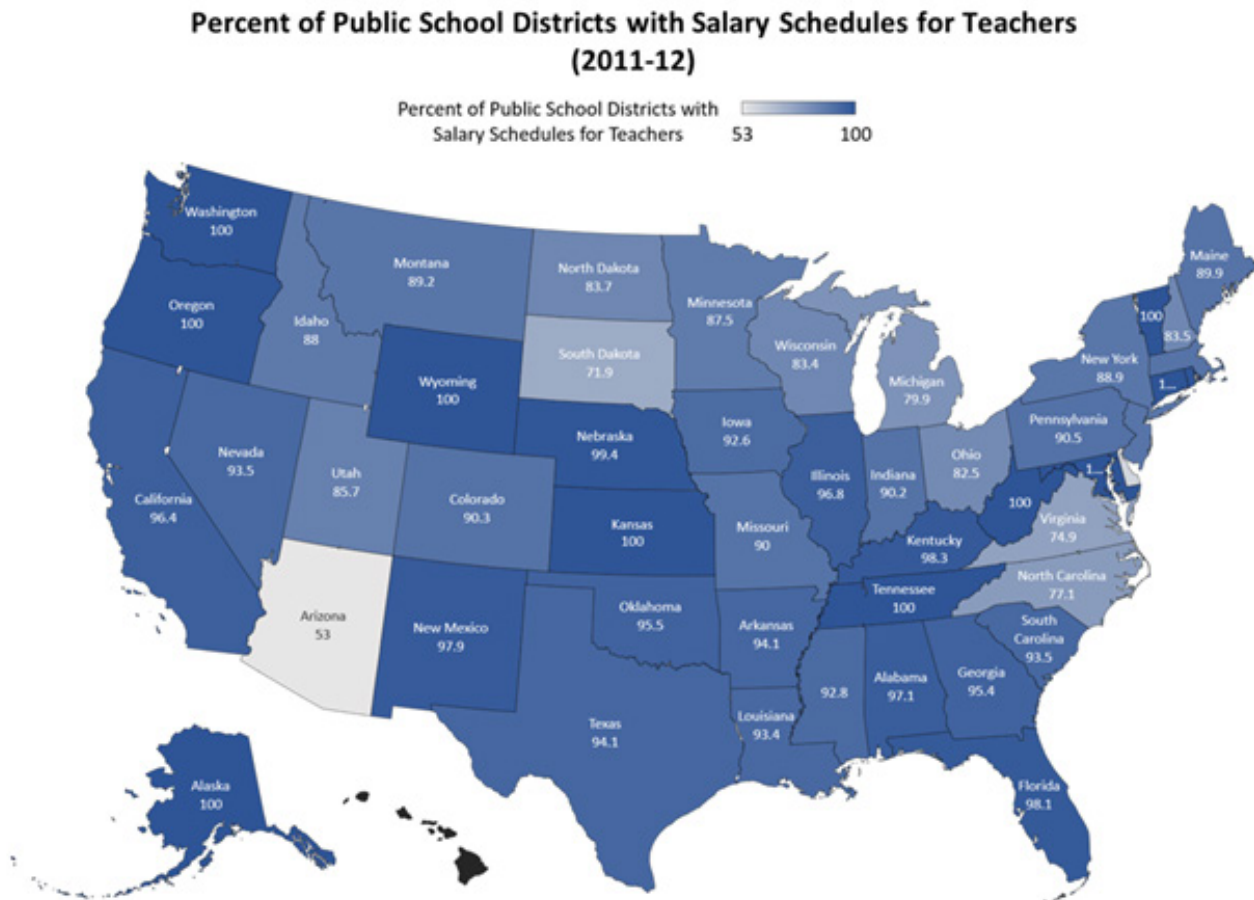 Percent of Public School Districts with Salary Schedules for Teachers
(2011-12)
Percent of Public School Districts with
Salary Schedules for Teachers
53
100
Washington
100
Oregon
100
California
96.4
Nevada
93.5
Idaho
88
Montana
89.2
Wyoming
100
Utah
85.7
Colorado
90.3
Arizona
53
New Mexico
97.9
North Dakota
83.7
South Dakota
71.9
Nebraska
99.4
Kansas
100
Oklahoma
95.5
Texas
94.1
Minnesota
87.5
Iowa
92.6
Missouri
90
Arkansas
94.1
Louisiana
93.4
Wisconsin
83.4
Illinois
96.8
Michigan
79.9
Indiana
90.2
Ohio
82.5
Kentucky
98.3
Tennessee
100
92.8
Alabama
97.1
Georgia
95.4
Florida
98.1
South
Carolina
93.5
North Carolina
77.1
Virginia
74.9
100
1...
Pennsylvania
90.5
New York
88.9
1...
100
83.5
Maine
89.9
Alaska
100